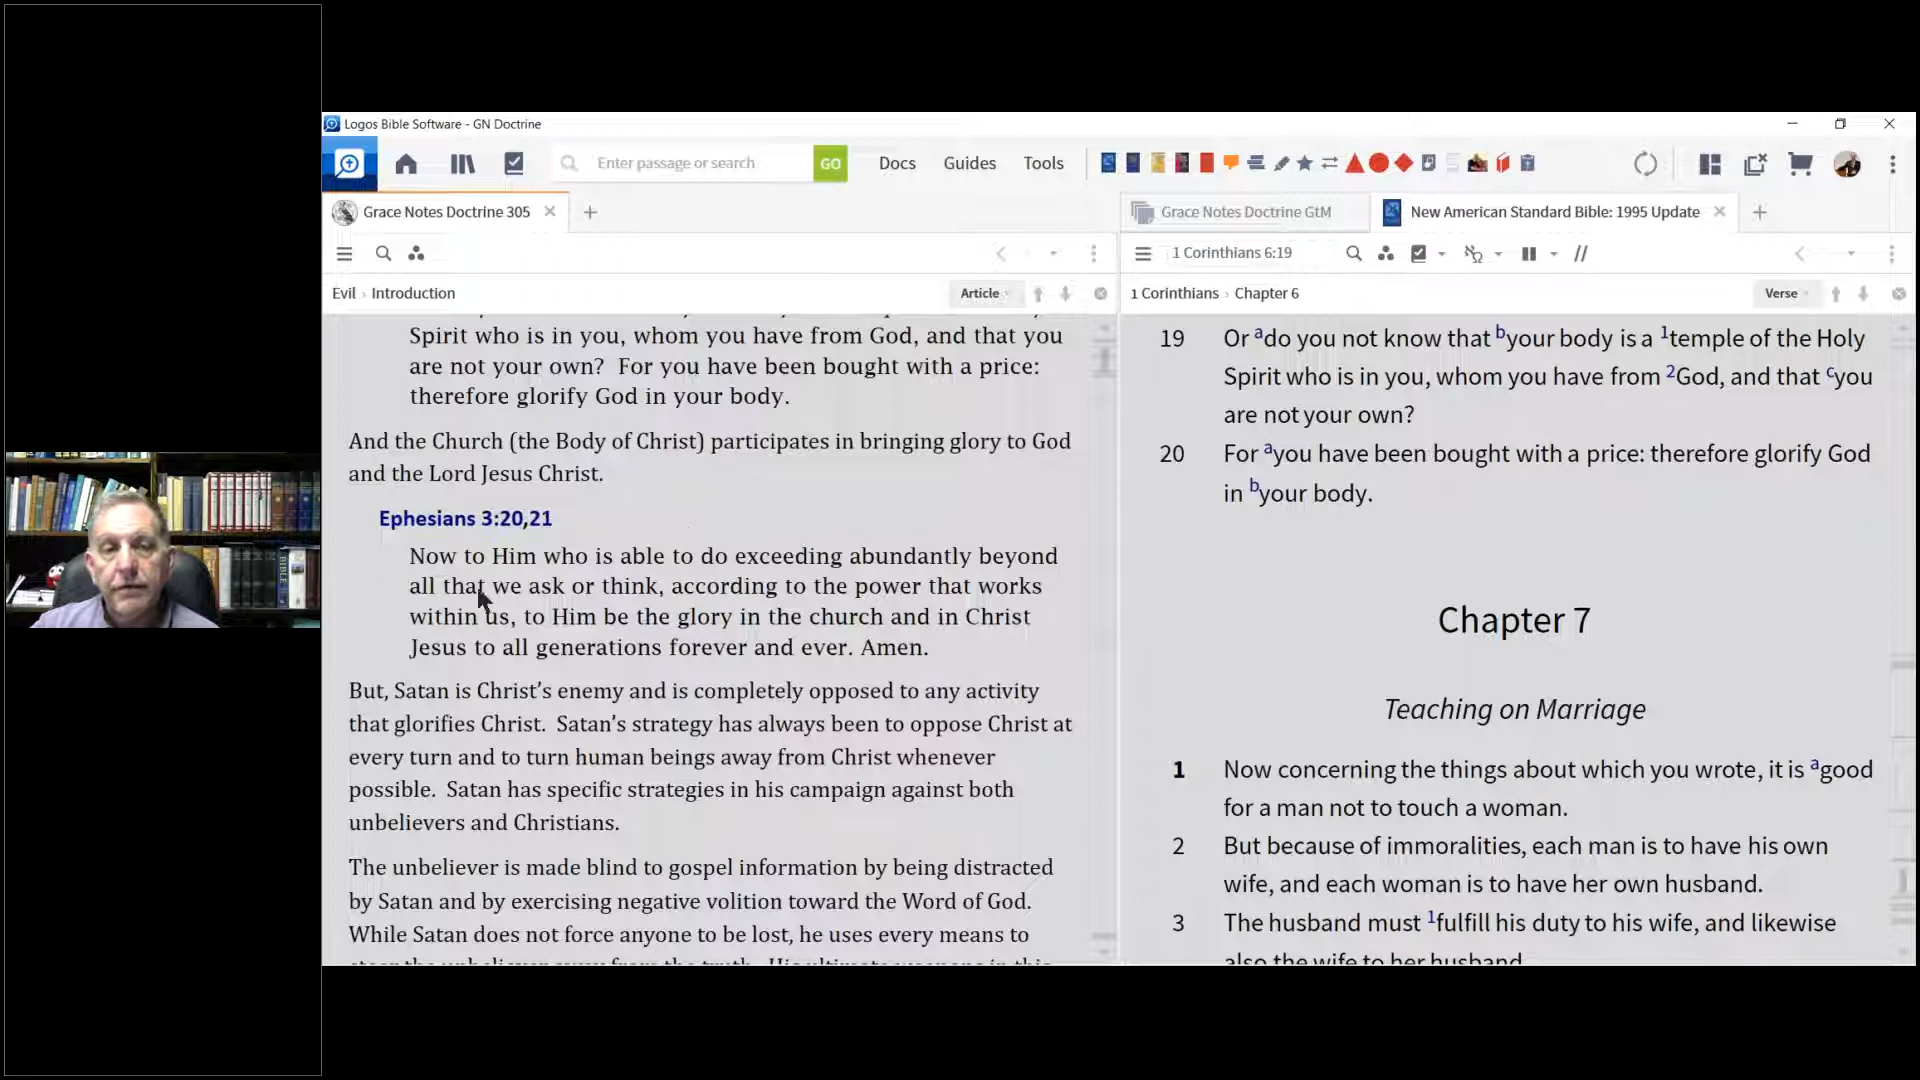 Logos Bible Software - GN Doctrine
Enter passage or search
GO
Docs
Guides
Tools
Grace Notes Doctrine 305
Evil › Introduction
Article
Spirit who is in you, whom you have from God, and that you
are not your own?  For you have been bought with a price:
therefore glorify God in your body.
And the Church (the Body of Christ) participates in bringing glory to God
and the Lord Jesus Christ.
Ephesians 3:20,21
Now to Him who is able to do exceeding abundantly beyond
all that we ask or think, according to the power that works
within us, to Him be the glory in the church and in Christ
Jesus to all generations forever and ever. Amen.
But, Satan is Christ’s enemy and is completely opposed to any activity
that glorifies Christ.  Satan’s strategy has always been to oppose Christ at
every turn and to turn human beings away from Christ whenever
possible.  Satan has specific strategies in his campaign against both
unbelievers and Christians.
The unbeliever is made blind to gospel information by being distracted
by Satan and by exercising negative volition toward the Word of God.
While Satan does not force anyone to be lost, he uses every means to
Grace Notes Doctrine GtM
New American Standard Bible: 1995 Update
1 Corinthians 6:19
1 Corinthians › Chapter 6
Verse
19 Or ado you not know that byour body is a 1temple of the Holy
Spirit who is in you, whom you have from 2God, and that cyou
are not your own?
20 For ayou have been bought with a price: therefore glorify God
in byour body.
Chapter 7
Teaching on Marriage
1 Now concerning the things about which you wrote, it is agood
for a man not to touch a woman.
2 But because of immoralities, each man is to have his own
wife, and each woman is to have her own husband.
3 The husband must 1fulfill his duty to his wife, and likewise
also the wife to her husband
BIBLE